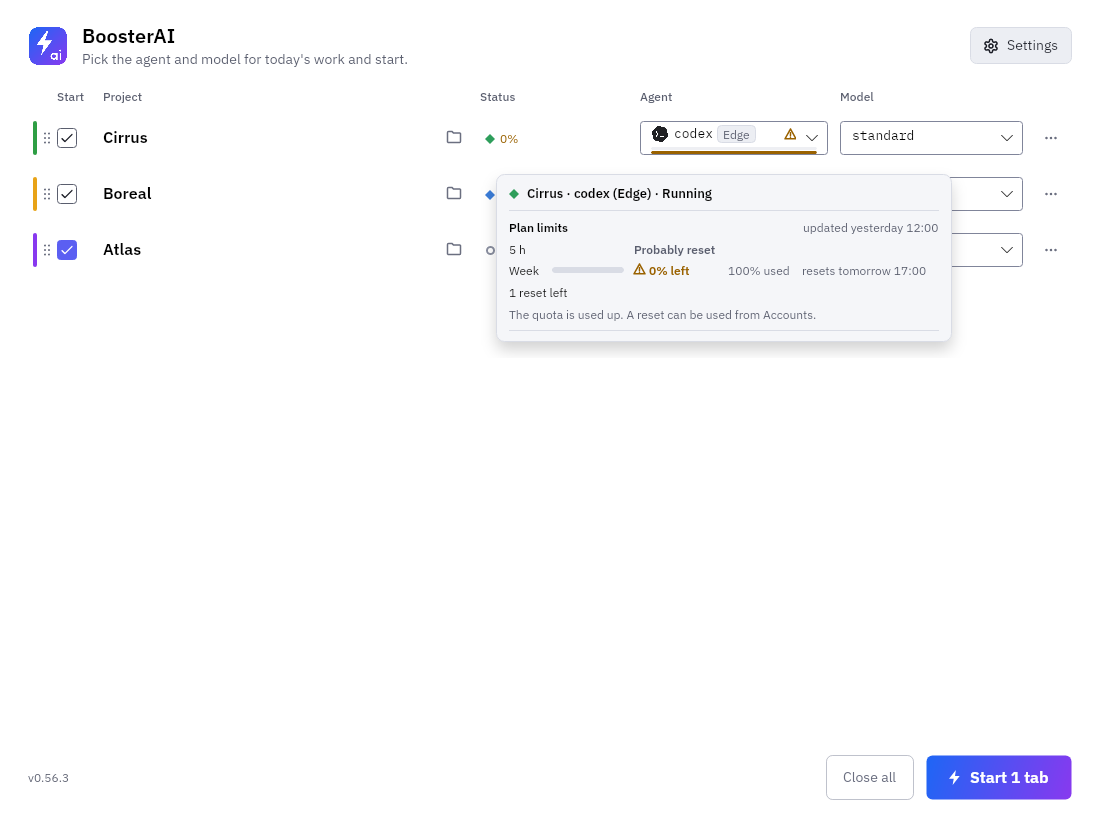 ai
BoosterAI
Pick the agent and model for today's work and start.
Settings
Start Project Status Agent Model
Cirrus 0% codex Edge standard
Boreal
Atlas
Cirrus · codex (Edge) · Running
Plan limits updated yesterday 12:00
5 h Probably reset
Week 0% left 100% used resets tomorrow 17:00
1 reset left
The quota is used up. A reset can be used from Accounts.
v0.56.3 Close all Start 1 tab